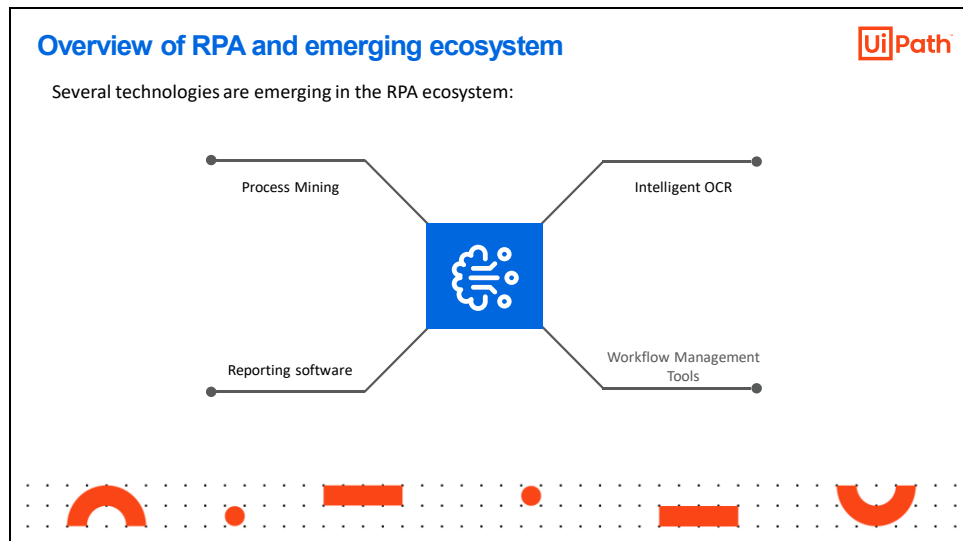 Overview of RPA and emerging ecosystem
UiPath
Several technologies are emerging in the RPA ecosystem:
Process Mining
Intelligent OCR
Reporting software
Workflow Management
Tools